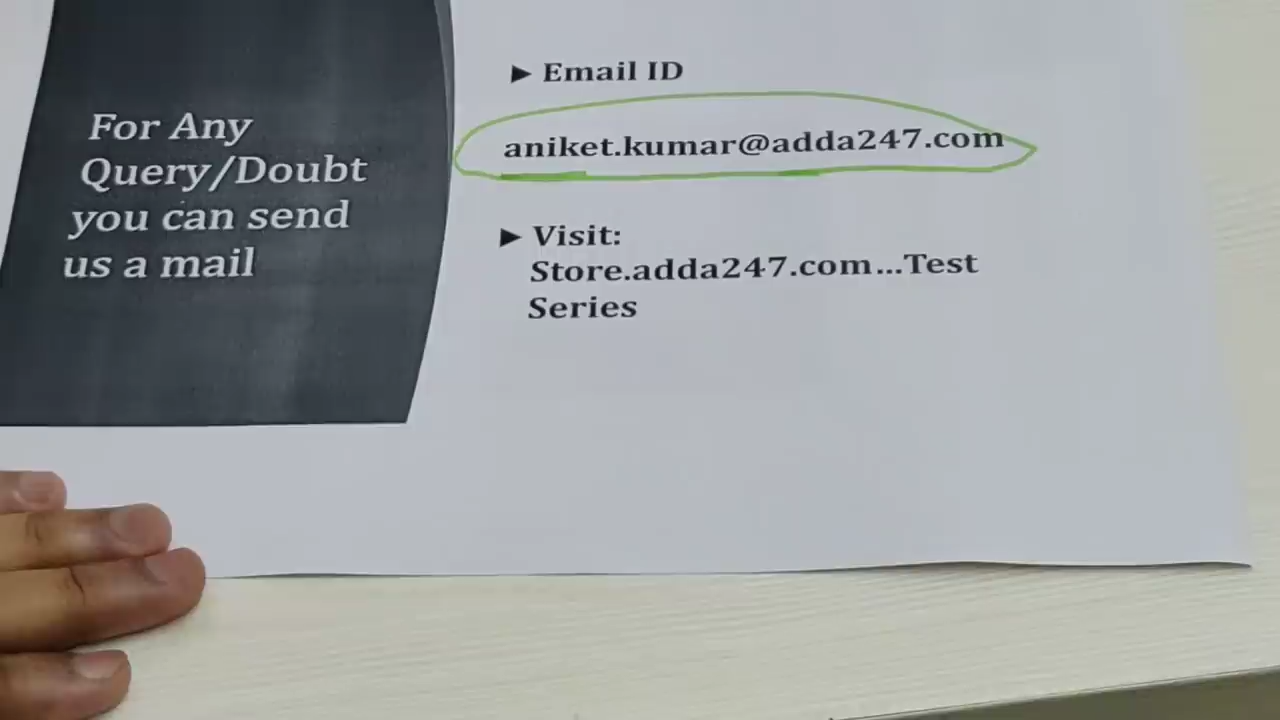 For Any
Query/Doubt
you can send
us a mail
► Email ID
aniket.kumar@adda247.com
► Visit:
Store.adda247.com...Test
Series